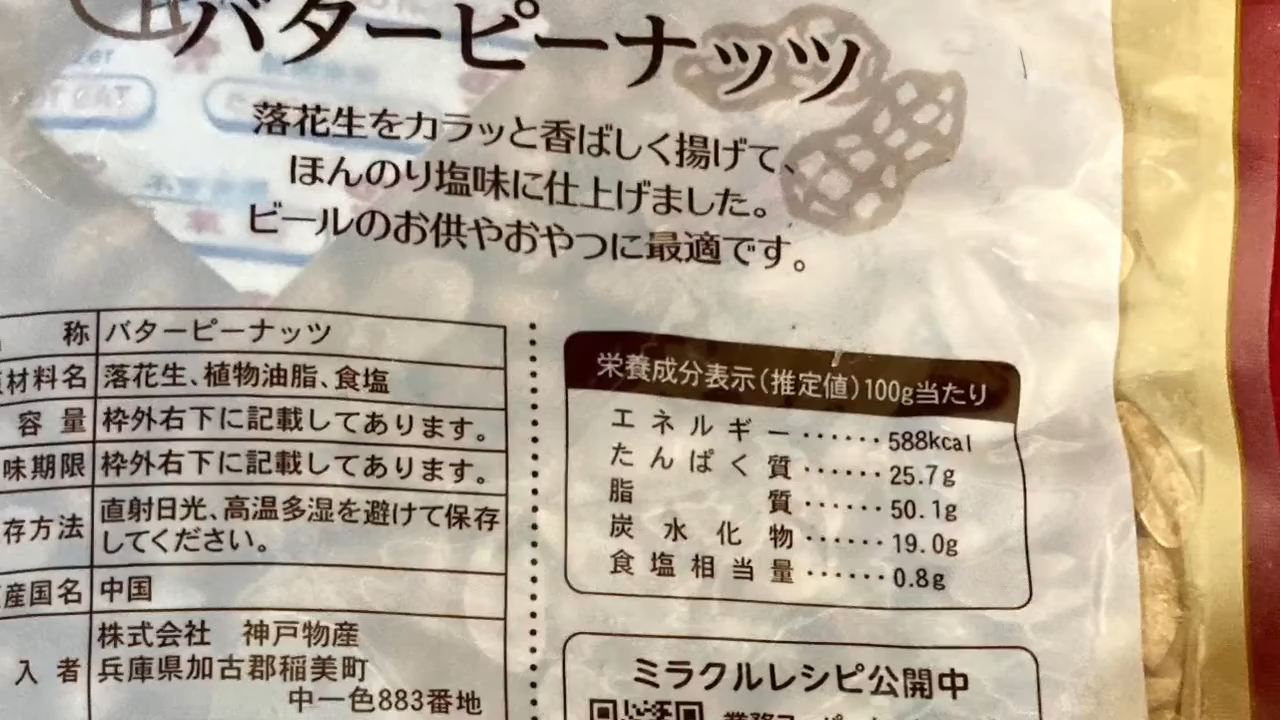 バターピーナッツ
落花生をカラッと香ばしく揚げて、
ほんのり塩味に仕上げました。
ビールのお供やおやつに最適です。
称 バターピーナッツ
材料名 落花生、植物油脂、食塩
容量 枠外右下に記載してあります。
味期限 枠外右下に記載してあります。
存方法 直射日光、高温多湿を避けて保存
してください。
産国名 中国
入者 株式会社 神戸物産
兵庫県加古郡稲美町
中一色883番地
栄養成分表示(推定値)100g当たり
エネルギー……588kcal
たんぱく質……25.7g
脂質……50.1g
炭水化物……19.0g
食塩相当量……0.8g
ミラクルレシピ公開中